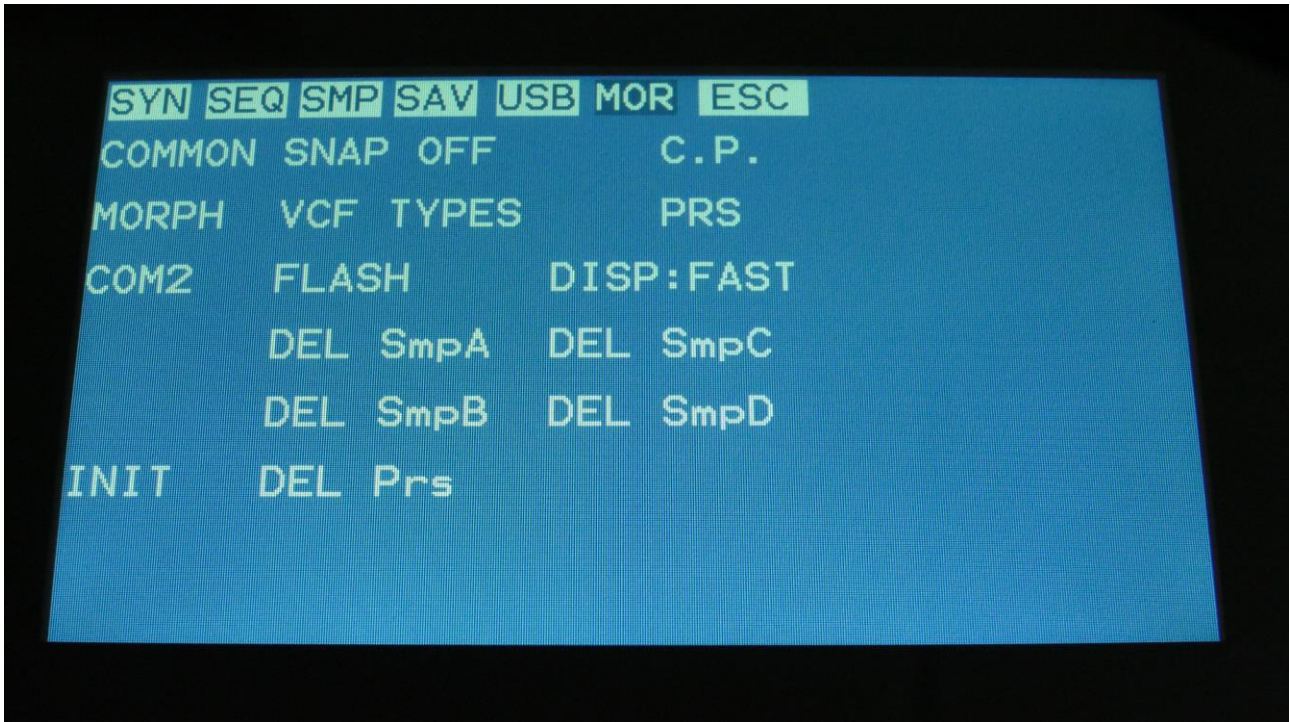 SYN SEQ SMP SAV USB MOR ESC
COMMON SNAP OFF C.P.
MORPH VCF TYPES PRS
COM2 FLASH DISP:FAST
DEL SmpA DEL SmpC
DEL SmpB DEL SmpD
INIT DEL Prs